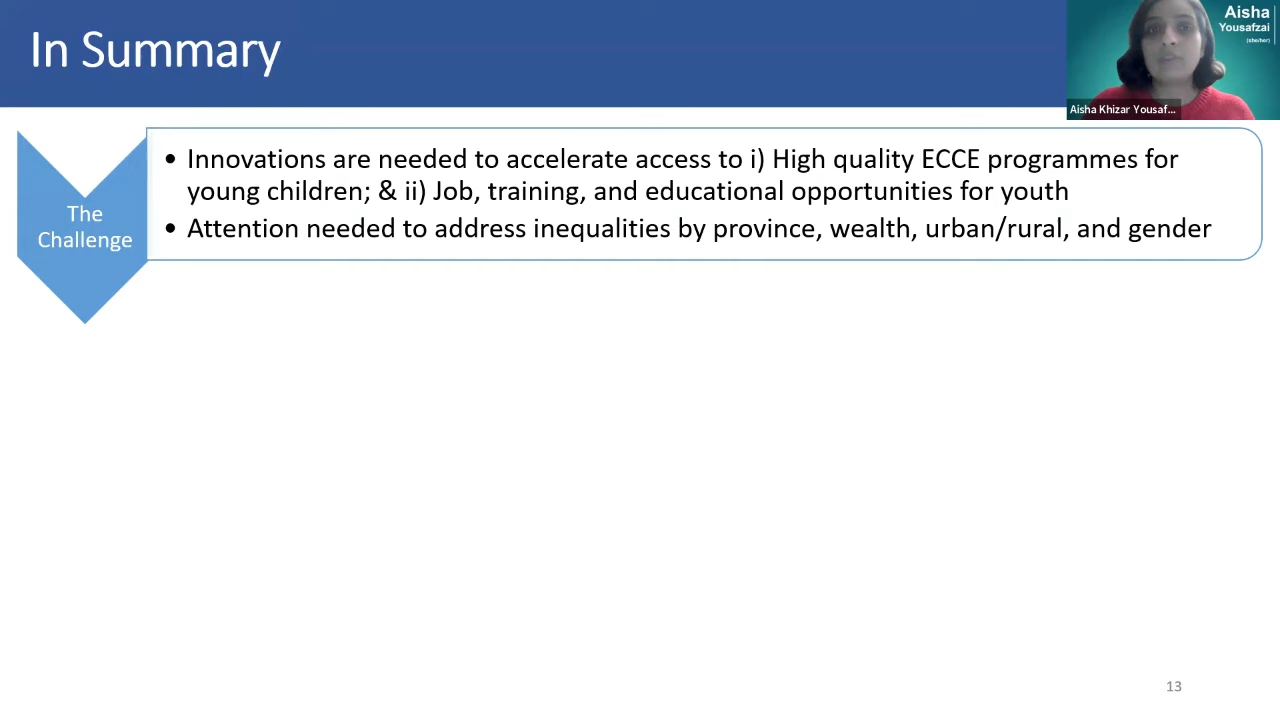 In Summary
Aisha
Yousafzai
(she/her)
Aisha Khizar Yousaf...
The
Challenge
• Innovations are needed to accelerate access to i) High quality ECCE programmes for
young children; & ii) Job, training, and educational opportunities for youth
• Attention needed to address inequalities by province, wealth, urban/rural, and gender
13